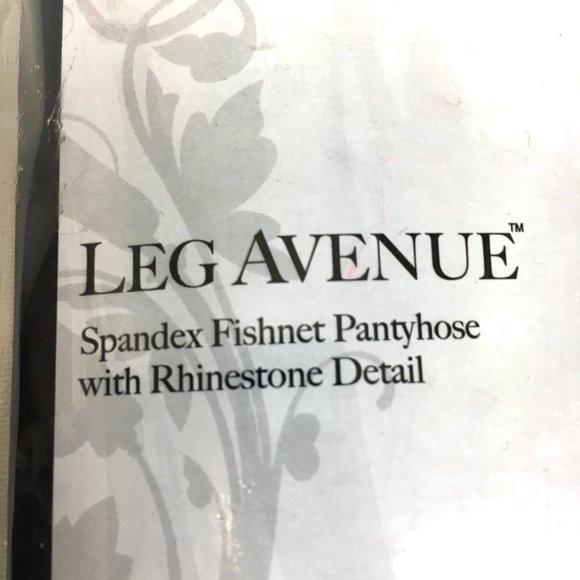 LEG AVENUE™
Spandex Fishnet Pantyhose
with Rhinestone Detail